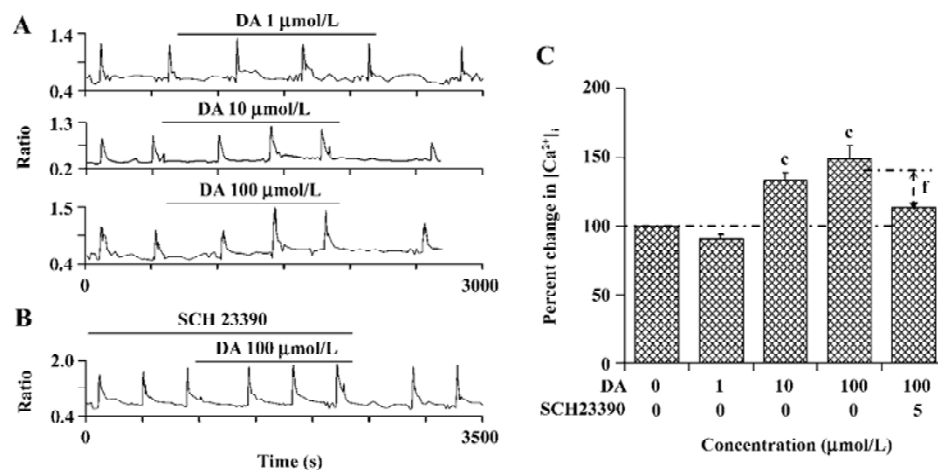 A
DA 1 μmol/L
1.4
0.4
DA 10 μmol/L
1.3
0.2
Ratio
DA 100 μmol/L
1.5
0.4
0 3000
B
SCH 23390
DA 100 μmol/L
2.0
Ratio
0.4
0 3500
Time (s)
C
200
150
100
50
0
Percent change in [Ca²⁺]i
c
c
f
DA 0 1 10 100 100
SCH23390 0 0 0 0 5
Concentration (μmol/L)